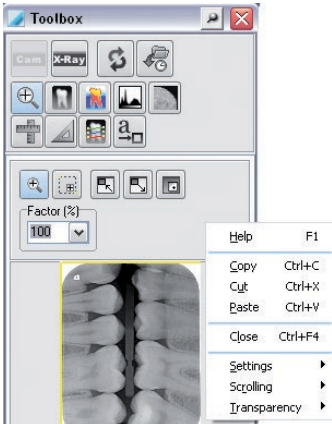 Toolbox
Cam X-Ray
a
Factor (%)
100
a
Help F1
Copy Ctrl+C
Cut Ctrl+X
Paste Ctrl+V
Close Ctrl+F4
Settings
Scrolling
Transparency